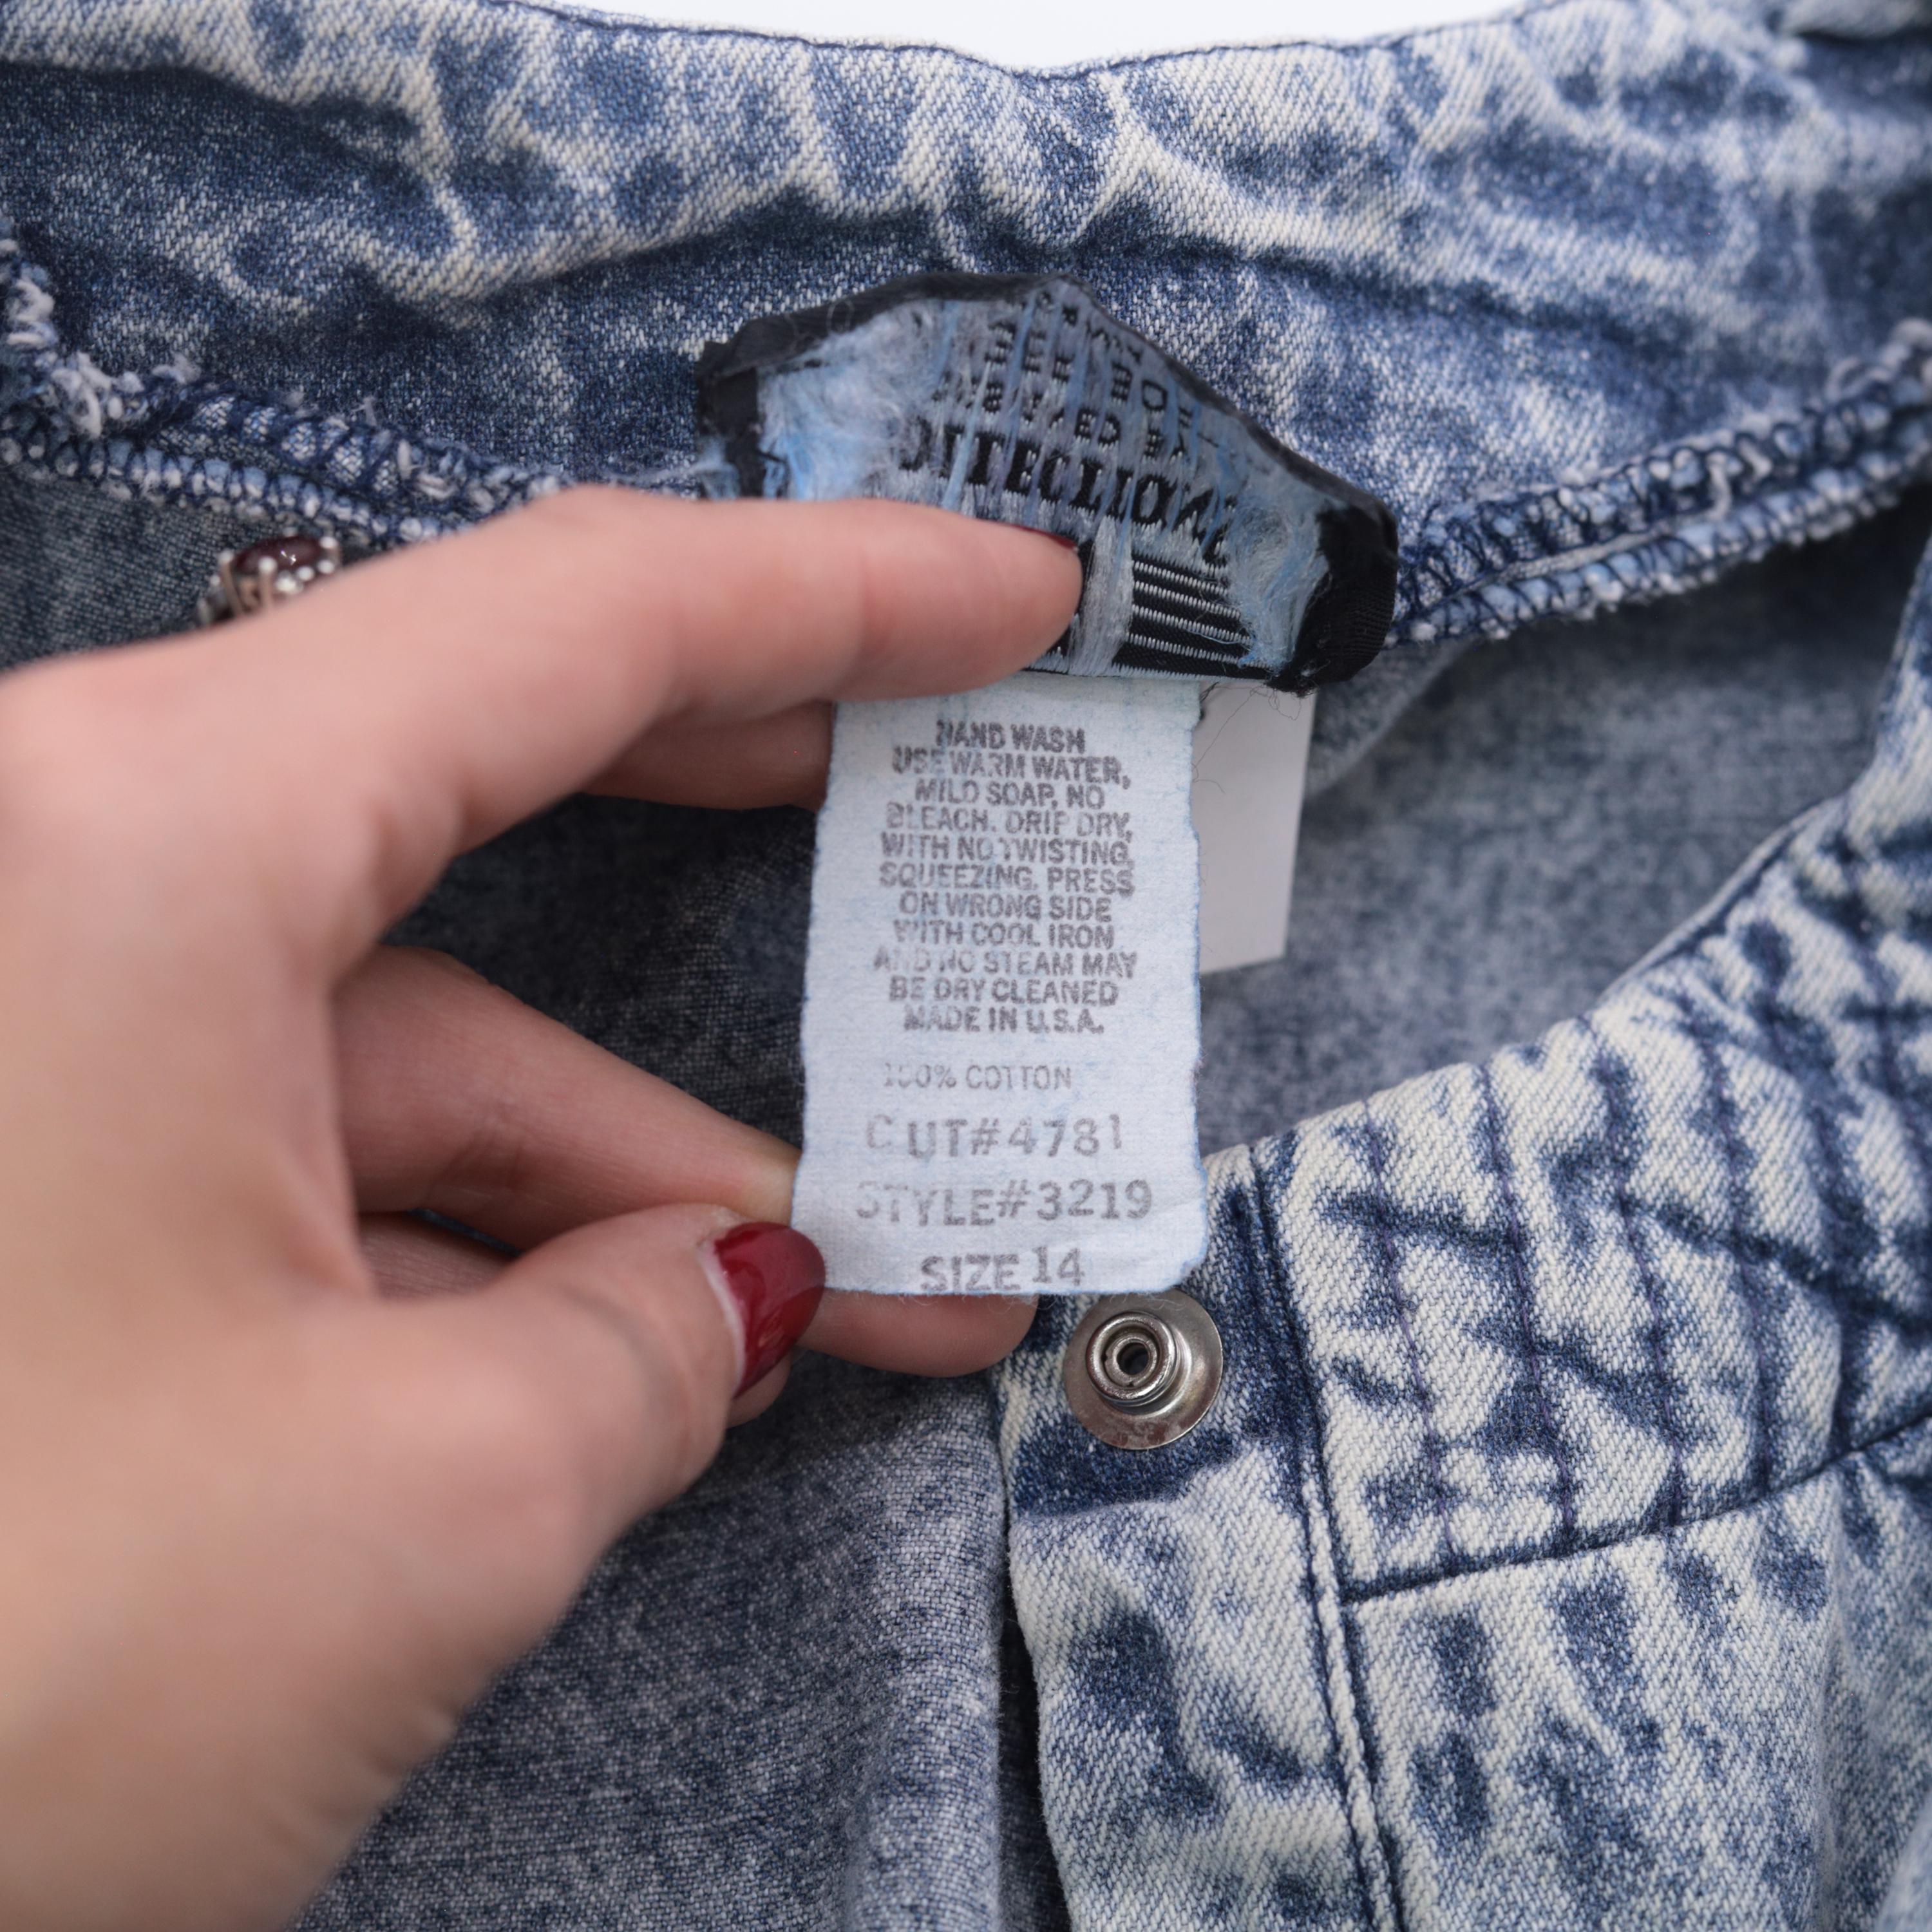 HAND WASH
USE WARM WATER,
MILD SOAP, NO
BLEACH. DRIP DRY,
WITH NO TWISTING,
SQUEEZING. PRESS
ON WRONG SIDE
WITH COOL IRON
AND NO STEAM MAY
BE DRY CLEANED
MADE IN U.S.A.
100% COTTON
CUT#4781
STYLE#3219
SIZE 14